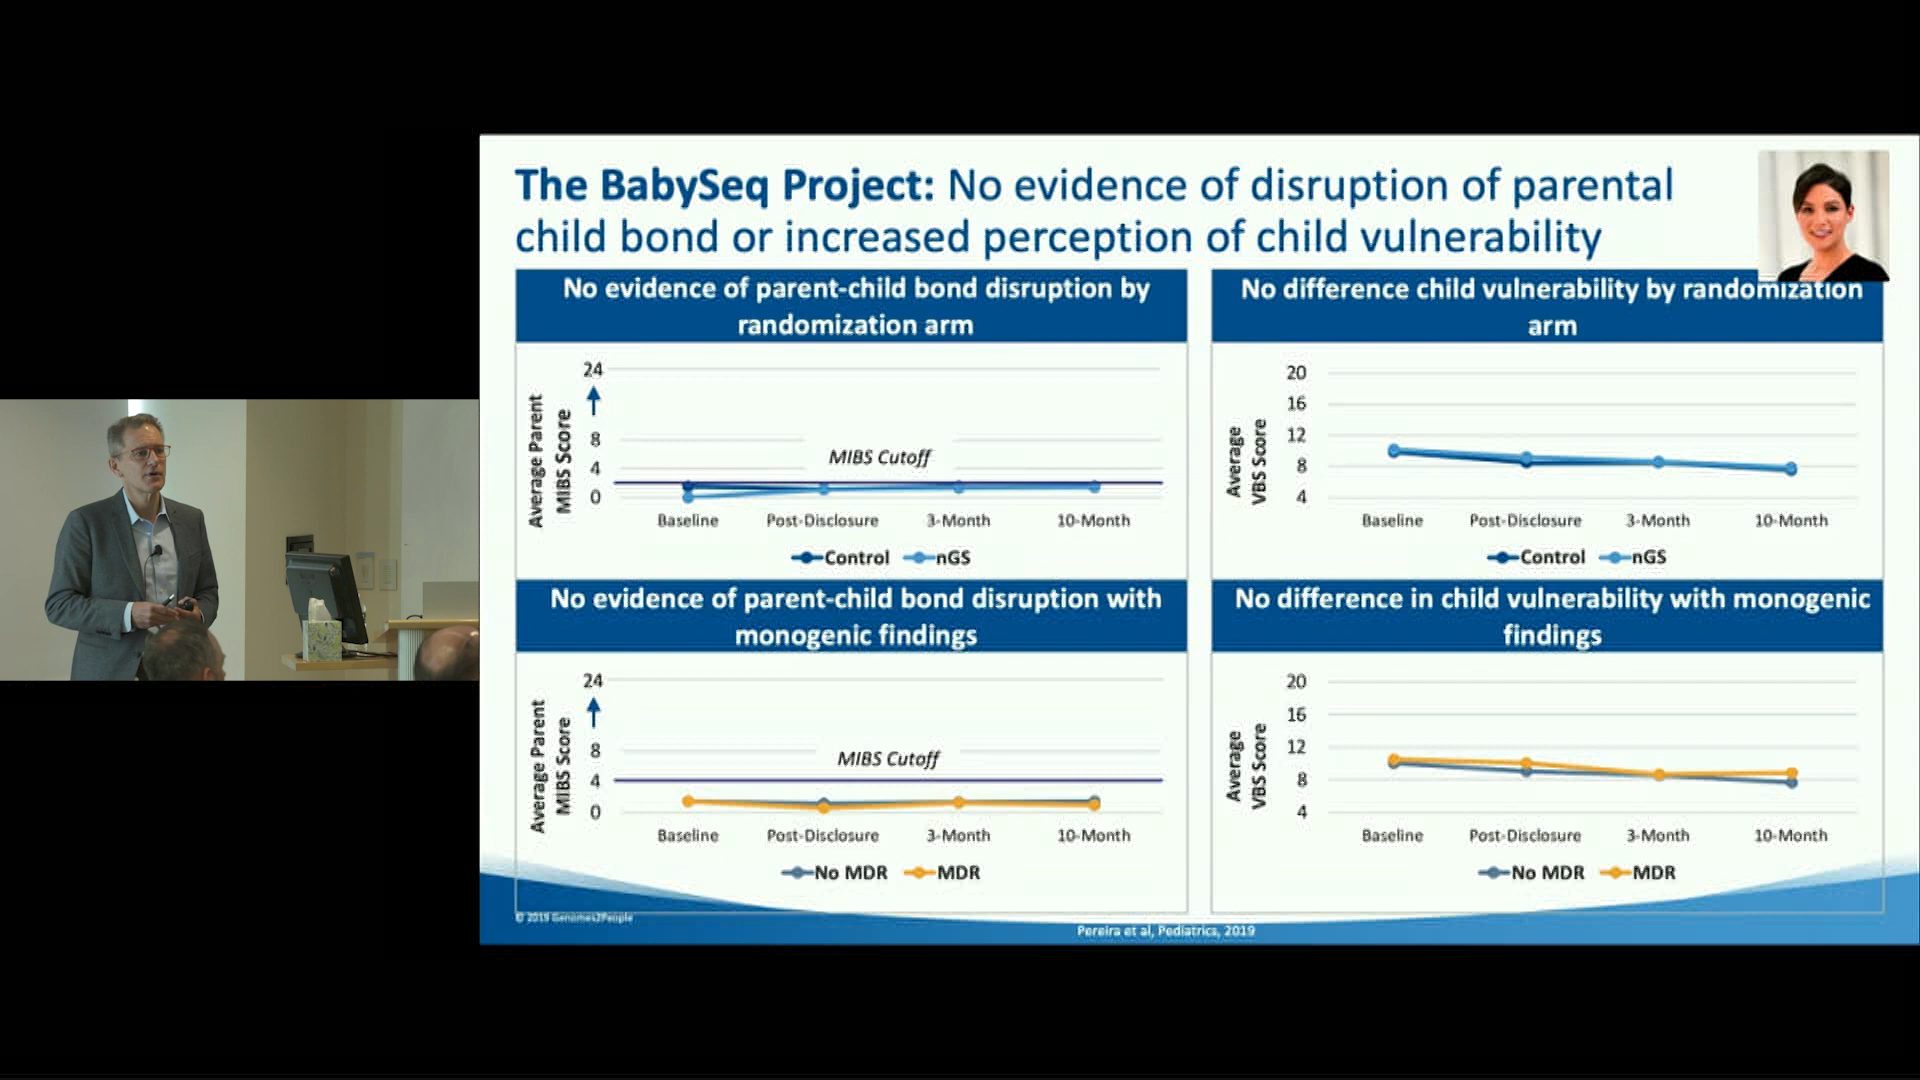 The BabySeq Project: No evidence of disruption of parental
child bond or increased perception of child vulnerability
No evidence of parent-child bond disruption by
randomization arm
24
8
4
0
Average Parent
MIBS Score
MIBS Cutoff
Baseline Post-Disclosure 3-Month 10-Month
Control nGS
No difference child vulnerability by randomization
arm
20
16
12
8
4
Average
VBS Score
Baseline Post-Disclosure 3-Month 10-Month
Control nGS
No evidence of parent-child bond disruption with
monogenic findings
24
8
4
0
Average Parent
MIBS Score
MIBS Cutoff
Baseline Post-Disclosure 3-Month 10-Month
No MDR MDR
No difference in child vulnerability with monogenic
findings
20
16
12
8
4
Average
VBS Score
Baseline Post-Disclosure 3-Month 10-Month
No MDR MDR
© 2019 Genomes2People
Pereira et al, Pediatrics, 2019